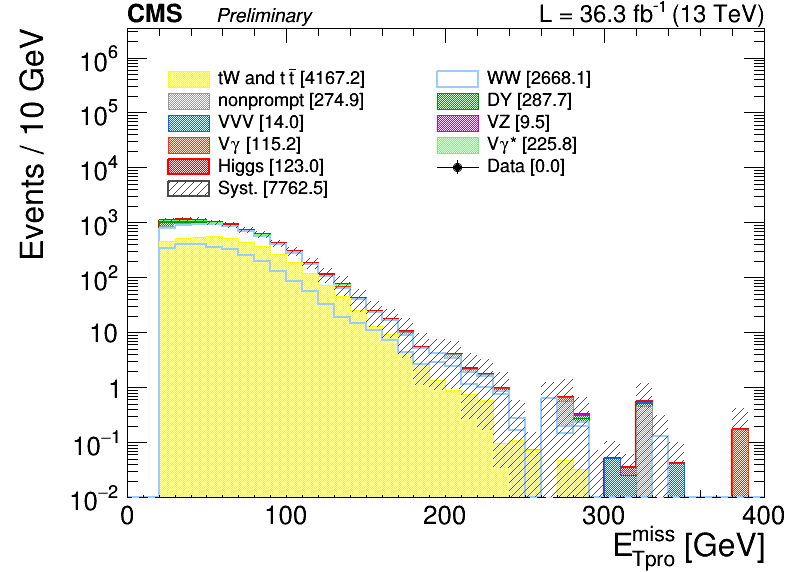 CMS Preliminary L = 36.3 fb⁻¹ (13 TeV)
Events / 10 GeV
10⁶
10⁵
10⁴
10³
10²
10
1
10⁻¹
10⁻²
tW and tt̅ [4167.2]
nonprompt [274.9]
VVV [14.0]
Vγ [115.2]
Higgs [123.0]
Syst. [7762.5]
WW [2668.1]
DY [287.7]
VZ [9.5]
Vγ* [225.8]
Data [0.0]
0 100 200 300 400
E_Tpro^miss [GeV]